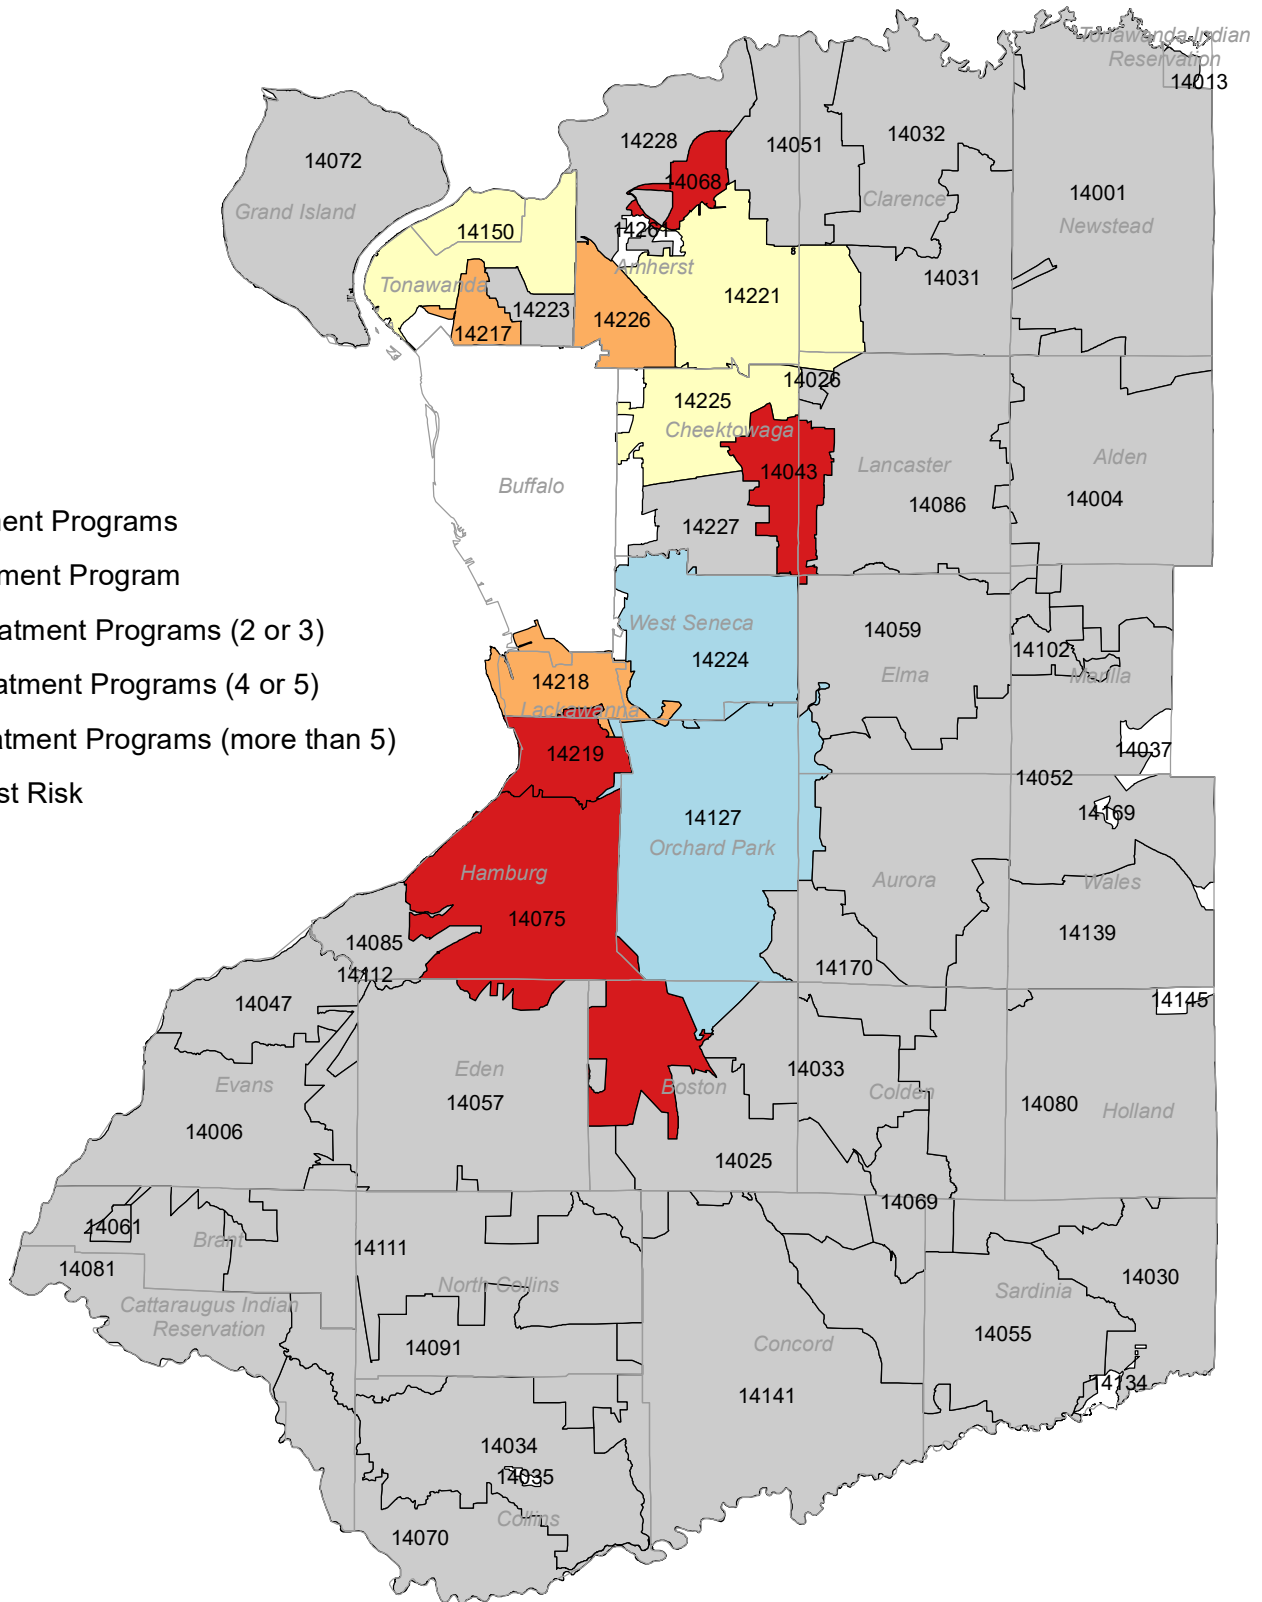 Tonawanda Indian
Reservation
14013
14228
14051
14032
14072
14068
14001
Clarence
Grand Island
Newstead
14150
14261
Amherst
14031
Tonawanda
14221
14223
14226
14217
14026
14225
Cheektowaga
Lancaster
Alden
14043
Buffalo
14086
14004
ent Programs
14227
ment Program
West Seneca
14059
eatment Programs (2 or 3)
14102
14224
Elma
Marilla
14218
eatment Programs (4 or 5)
Lackawanna
atment Programs (more than 5)
14219
14037
14052
st Risk
14127
14169
Orchard Park
Hamburg
Aurora
Wales
14075
14085
14139
14112
14170
14047
14145
Eden
14033
Evans
Boston
Colden
14057
14080
Holland
14006
14025
14069
14061
Brant
14111
14081
14030
North Collins
Sardinia
Cattaraugus Indian
Reservation
14055
Concord
14091
14134
14141
14034
14035
Collins
14070